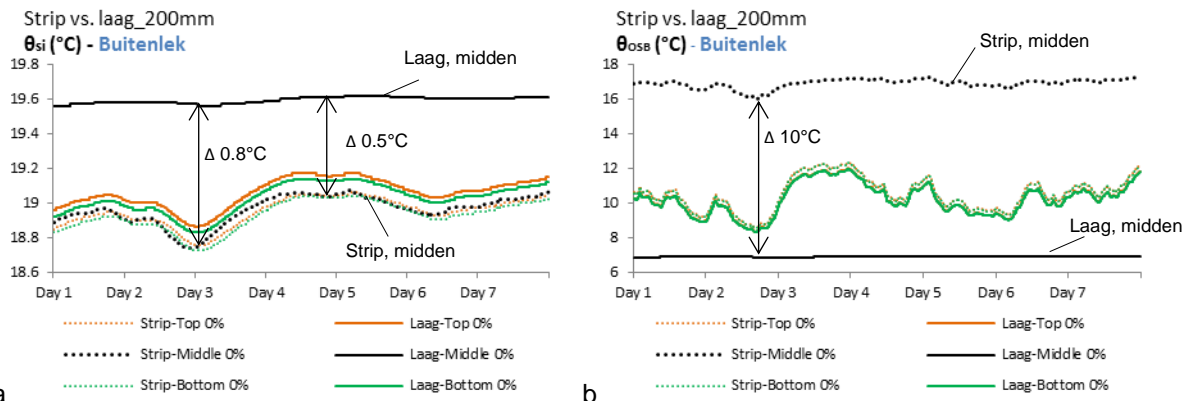 Strip vs. laag_200mm
θsi (°C) - Buitenlek
19.8
19.6
19.4
19.2
19
18.8
18.6
Laag, midden
Δ 0.8°C
Δ 0.5°C
Strip, midden
Day 1 Day 2 Day 3 Day 4 Day 5 Day 6 Day 7
Strip-Top 0% Laag-Top 0%
Strip-Middle 0% Laag-Middle 0%
Strip-Bottom 0% Laag-Bottom 0%
a
Strip vs. laag_200mm
θOSB (°C) - Buitenlek
18
16
14
12
10
8
6
Strip, midden
Δ 10°C
Laag, midden
Day 1 Day 2 Day 3 Day 4 Day 5 Day 6 Day 7
Strip-Top 0% Laag-Top 0%
Strip-Middle 0% Laag-Middle 0%
Strip-Bottom 0% Laag-Bottom 0%
b